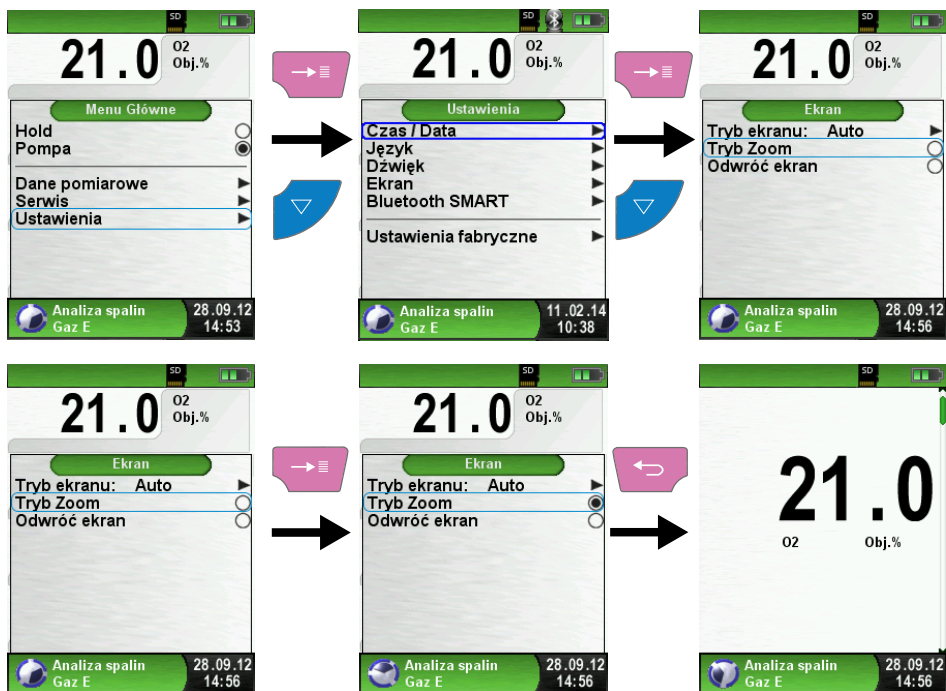 SD
21.0 O2
Obj.%
Menu Główne
Hold
Pompa
Dane pomiarowe
Serwis
Ustawienia
Analiza spalin 28.09.12
Gaz E 14:53
SD
21.0 O2
Obj.%
Ustawienia
Czas / Data
Język
Dźwięk
Ekran
Bluetooth SMART
Ustawienia fabryczne
Analiza spalin 11.02.14
Gaz E 10:38
SD
21.0 O2
Obj.%
Ekran
Tryb ekranu: Auto
Tryb Zoom
Odwróć ekran
Analiza spalin 28.09.12
Gaz E 14:56
SD
21.0 O2
Obj.%
Ekran
Tryb ekranu: Auto
Tryb Zoom
Odwróć ekran
Analiza spalin 28.09.12
Gaz E 14:56
SD
21.0 O2
Obj.%
Ekran
Tryb ekranu: Auto
Tryb Zoom
Odwróć ekran
Analiza spalin 28.09.12
Gaz E 14:56
SD
21.0
O2 Obj.%
Analiza spalin 28.09.12
Gaz E 14:56